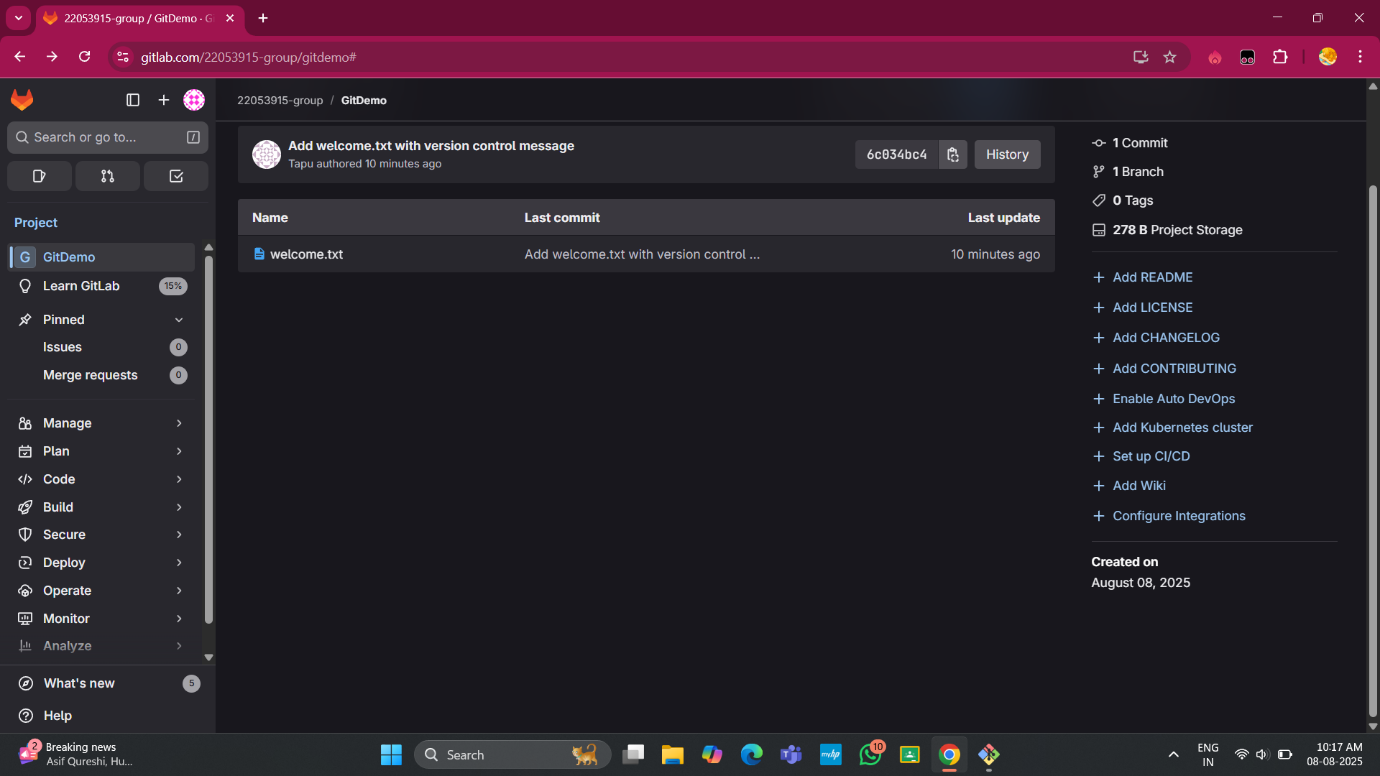 22053915-group / GitDemo · G
gitlab.com/22053915-group/gitdemo#
22053915-group / GitDemo
Search or go to...
/
Project
G GitDemo
Learn GitLab 15%
Pinned
Issues 0
Merge requests 0
Manage
Plan
Code
Build
Secure
Deploy
Operate
Monitor
Analyze
What's new 5
Help
Add welcome.txt with version control message
Tapu authored 10 minutes ago
6c034bc4
History
Name Last commit Last update
welcome.txt Add welcome.txt with version control ... 10 minutes ago
1 Commit
1 Branch
0 Tags
278 B Project Storage
+ Add README
+ Add LICENSE
+ Add CHANGELOG
+ Add CONTRIBUTING
+ Enable Auto DevOps
+ Add Kubernetes cluster
+ Set up CI/CD
+ Add Wiki
+ Configure Integrations
Created on
August 08, 2025
2
Breaking news
Asif Qureshi, Hu...
Search
myhp
10
ENG
IN
10:17 AM
08-08-2025